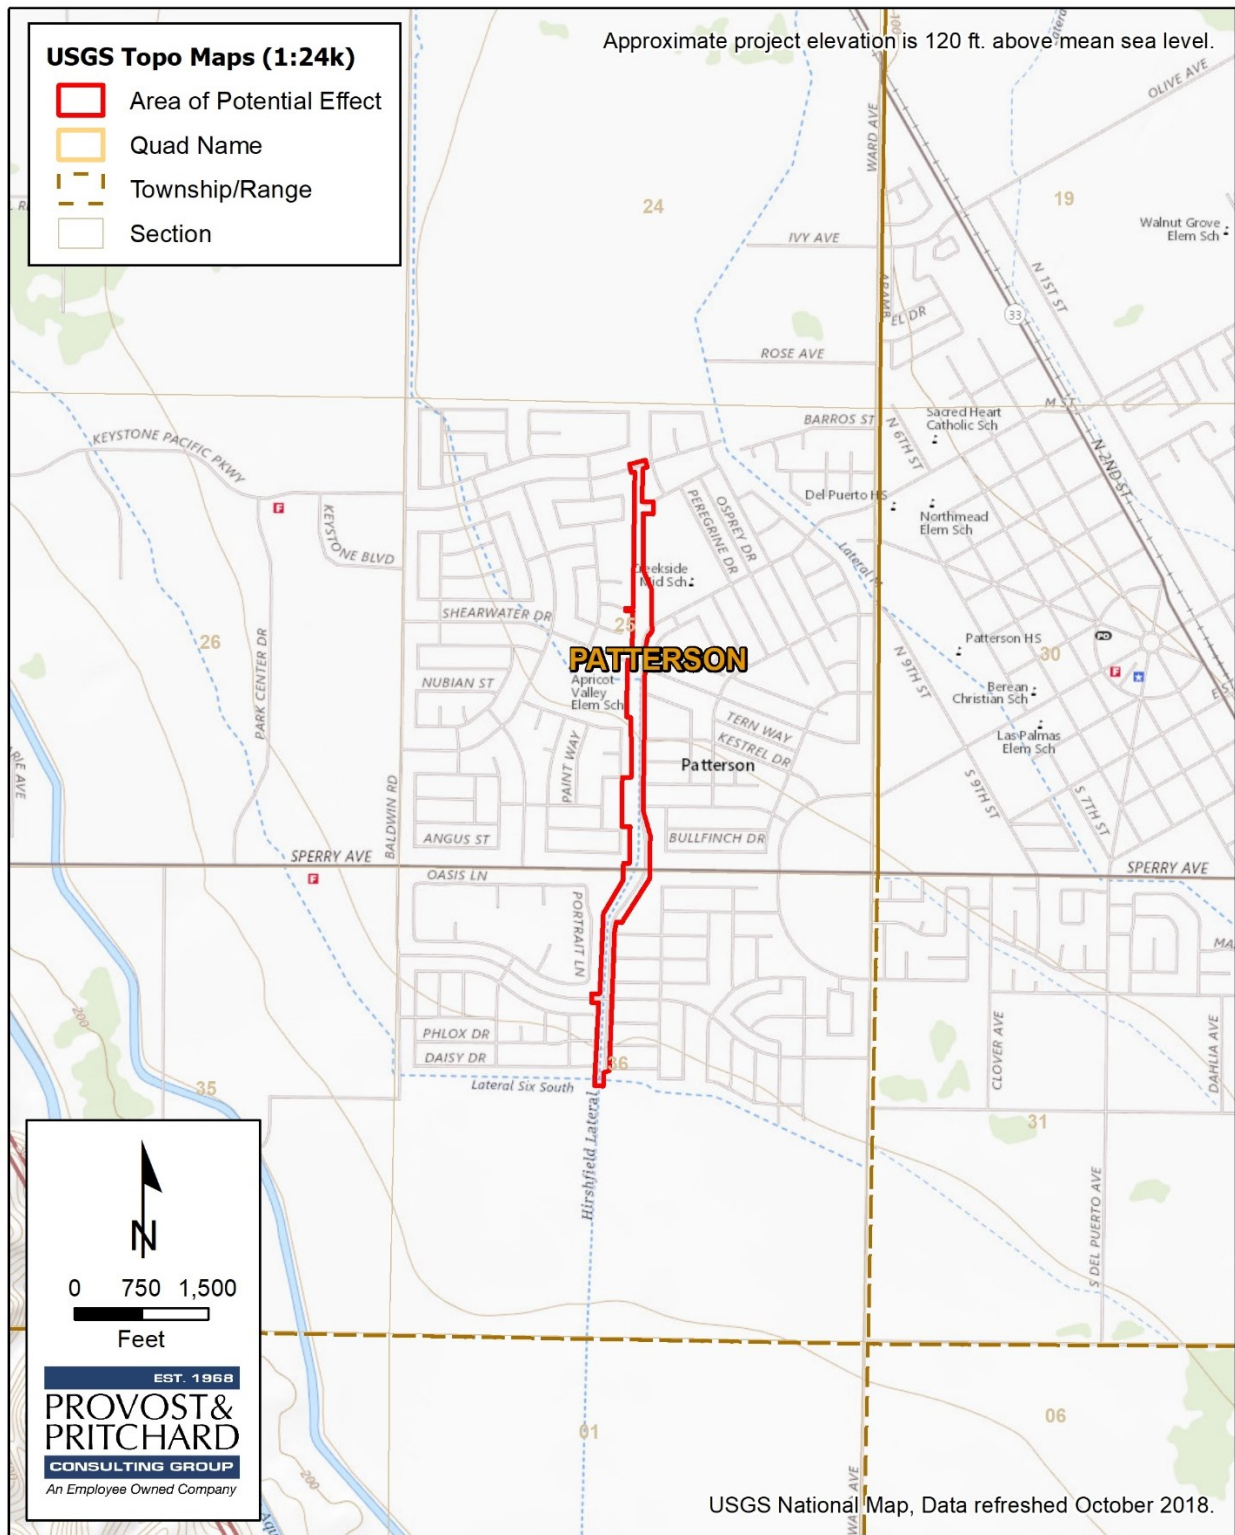 USGS Topo Maps (1:24k)
Area of Potential Effect
Quad Name
Township/Range
Section
Approximate project elevation is 120 ft. above mean sea level.
100
OLIVE AVE
WARD AVE
24
19
Walnut Grove
Elem Sch
IVY AVE
N 1ST ST
EL DR
33
ROSE AVE
M ST
BARROS ST
Sacred Heart
Catholic Sch
N 6TH ST
N 2ND ST
KEYSTONE PACIFIC PKWY
Del Puerto HS
Northmead
Elem Sch
F
KEYSTONE BLVD
PEREGRINE DR
OSPREY DR
Lateral M
Creekside
Mid Sch
SHEARWATER DR
25
26
PARK CENTER DR
PATTERSON
Patterson HS
PO
30
N 9TH ST
F
Berean
Christian Sch
NUBIAN ST
Apricot
Valley
Elem Sch
TERN WAY
KESTREL DR
Las Palmas
Elem Sch
PAINT WAY
Patterson
S 9TH ST
S 7TH ST
BALDWIN RD
ANGUS ST
BULLFINCH DR
SPERRY AVE
SPERRY AVE
F
OASIS LN
PORTRAIT LN
200
PHLOX DR
DAISY DR
36
CLOVER AVE
DAHLIA AVE
35
Lateral Six South
Hirshfield Lateral
31
S DEL PUERTO AVE
N
0 750 1,500
Feet
EST. 1968
PROVOST&
PRITCHARD
CONSULTING GROUP
An Employee Owned Company
200
01
06
USGS National Map, Data refreshed October 2018.